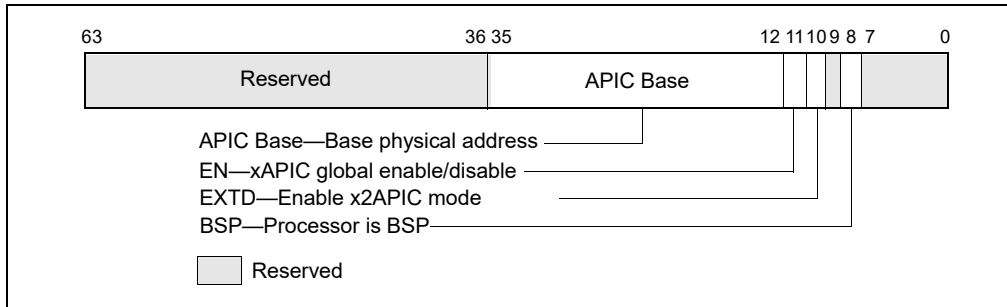 63 36 35 12 11 10 9 8 7 0
Reserved APIC Base
APIC Base—Base physical address
EN—xAPIC global enable/disable
EXTD—Enable x2APIC mode
BSP—Processor is BSP
Reserved